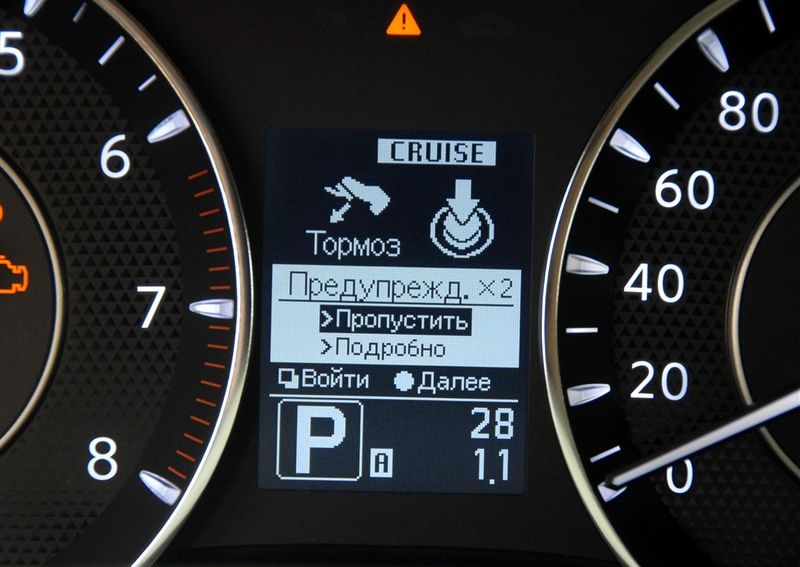 5
6
7
8
CRUISE
Тормоз
Предупрежд. ×2
>Пропустить
>Подробно
Войти Далее
P A 28
1.1
80
60
40
20
0